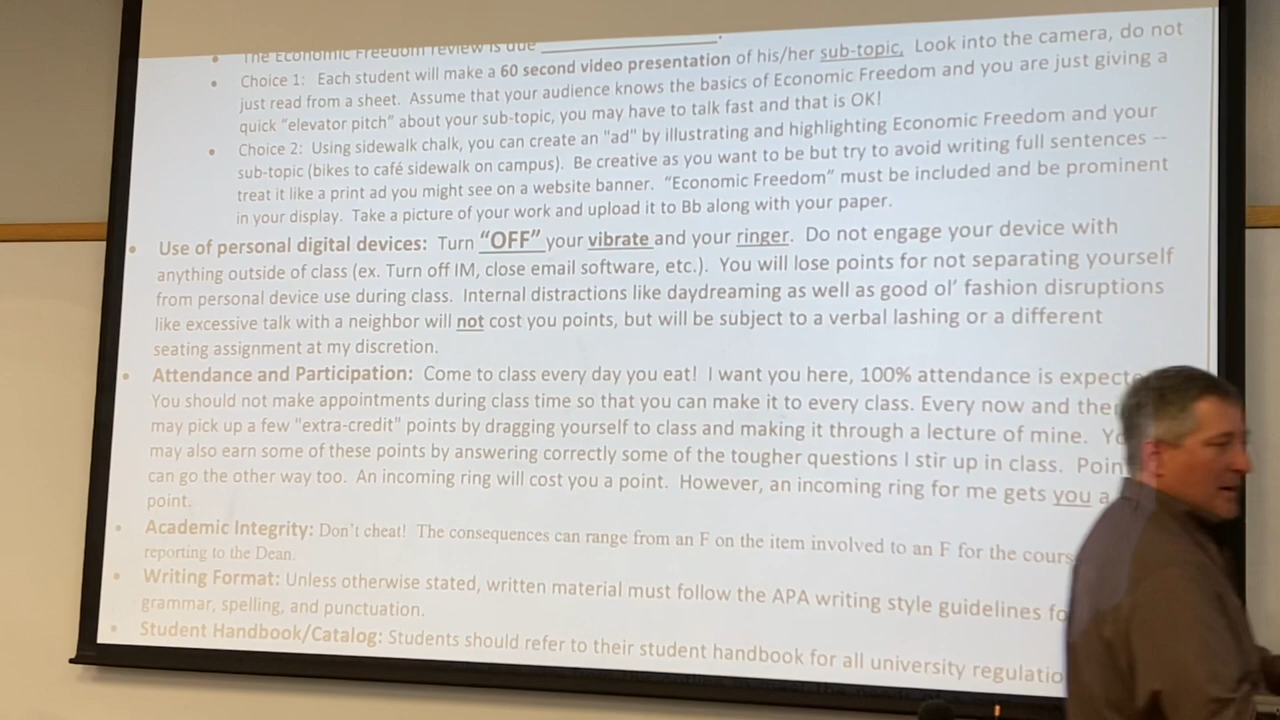 The Economic Freedom review is due ____________________.
Choice 1: Each student will make a 60 second video presentation of his/her sub-topic, Look into the camera, do not
just read from a sheet. Assume that your audience knows the basics of Economic Freedom and you are just giving a
quick “elevator pitch” about your sub-topic, you may have to talk fast and that is OK!
Choice 2: Using sidewalk chalk, you can create an "ad" by illustrating and highlighting Economic Freedom and your
sub-topic (bikes to café sidewalk on campus). Be creative as you want to be but try to avoid writing full sentences --
treat it like a print ad you might see on a website banner. “Economic Freedom” must be included and be prominent
in your display. Take a picture of your work and upload it to Bb along with your paper.
Use of personal digital devices: Turn “OFF” your vibrate and your ringer. Do not engage your device with
anything outside of class (ex. Turn off IM, close email software, etc.). You will lose points for not separating yourself
from personal device use during class. Internal distractions like daydreaming as well as good ol’ fashion disruptions
like excessive talk with a neighbor will not cost you points, but will be subject to a verbal lashing or a different
seating assignment at my discretion.
Attendance and Participation: Come to class every day you eat! I want you here, 100% attendance is expect
You should not make appointments during class time so that you can make it to every class. Every now and the
may pick up a few "extra-credit" points by dragging yourself to class and making it through a lecture of mine. Yo
may also earn some of these points by answering correctly some of the tougher questions I stir up in class. Poin
can go the other way too. An incoming ring will cost you a point. However, an incoming ring for me gets you a
point.
Academic Integrity: Don’t cheat! The consequences can range from an F on the item involved to an F for the cours
reporting to the Dean.
Writing Format: Unless otherwise stated, written material must follow the APA writing style guidelines fo
grammar, spelling, and punctuation.
Student Handbook/Catalog: Students should refer to their student handbook for all university regulatio